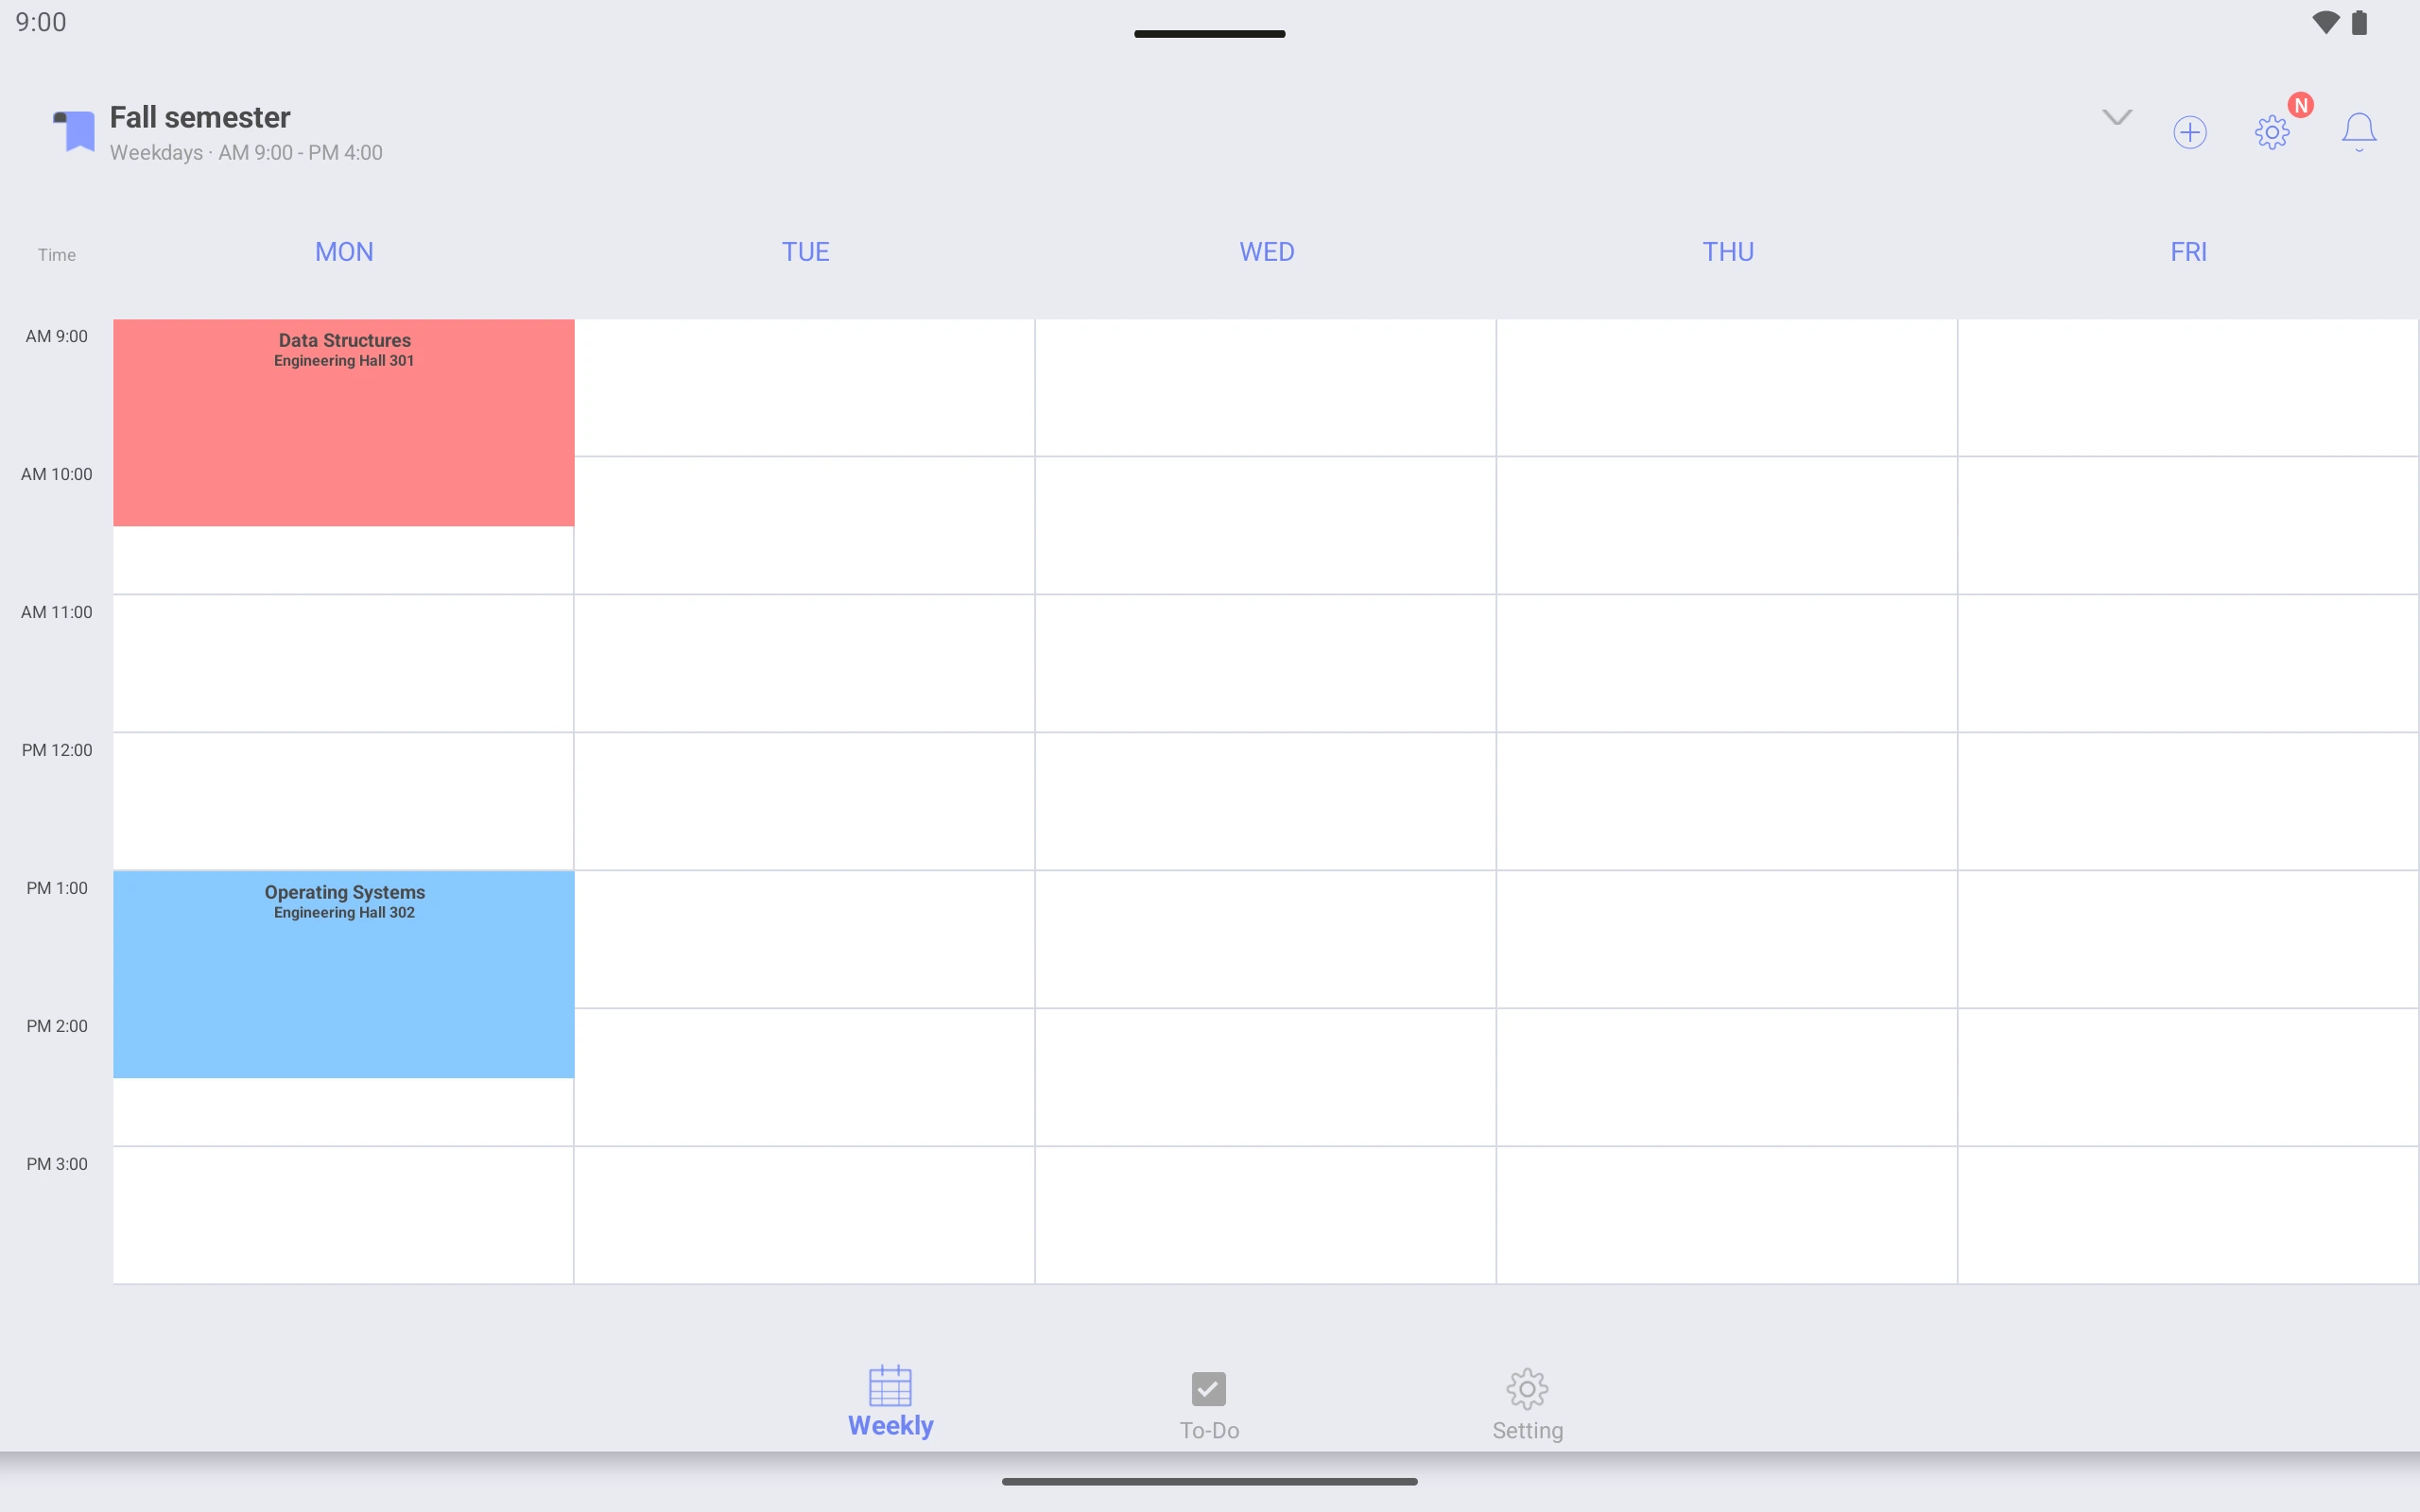 9:00
Fall semester
Weekdays · AM 9:00 - PM 4:00
N
Time MON TUE WED THU FRI
AM 9:00
Data Structures
Engineering Hall 301
AM 10:00
AM 11:00
PM 12:00
PM 1:00
Operating Systems
Engineering Hall 302
PM 2:00
PM 3:00
Weekly To-Do Setting